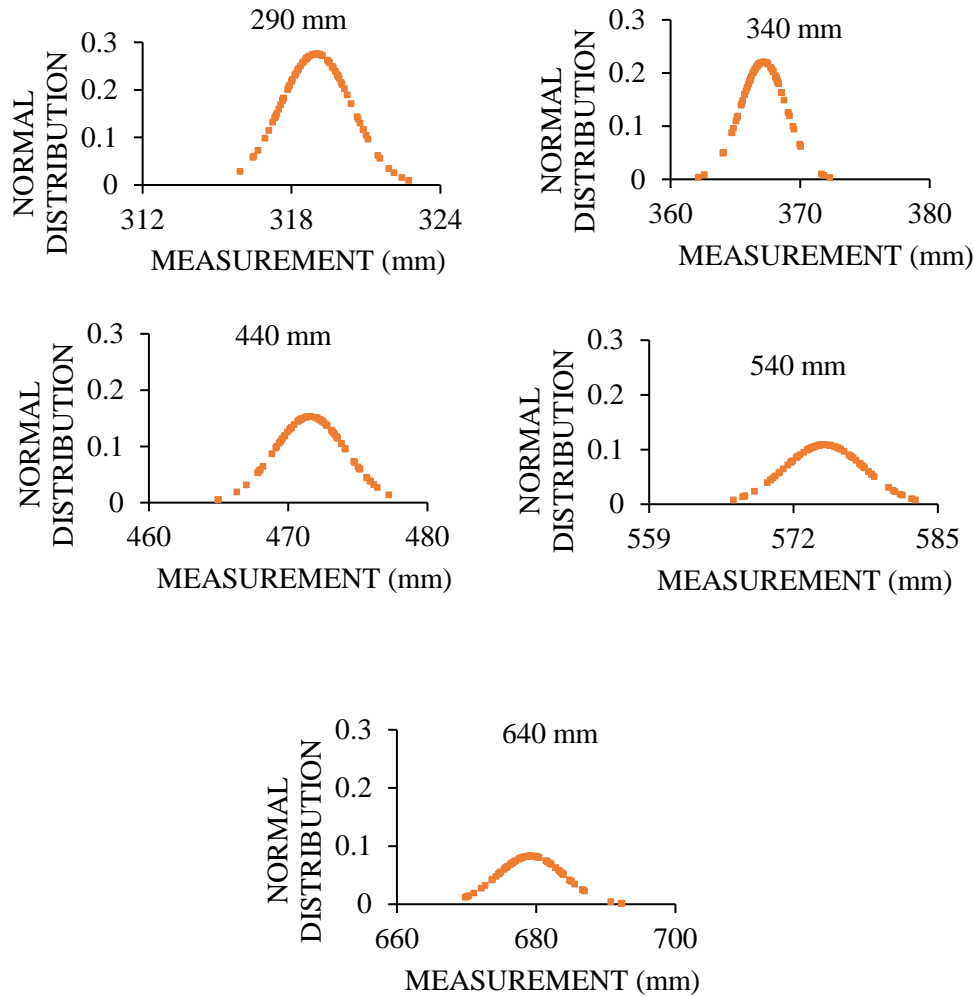 290 mm
NORMAL
DISTRIBUTION
0.3
0.2
0.1
0
312 318 324
MEASUREMENT (mm)
340 mm
NORMAL
DISTRIBUTION
0.3
0.2
0.1
0
360 370 380
MEASUREMENT (mm)
440 mm
NORMAL
DISTRIBUTION
0.3
0.2
0.1
0
460 470 480
MEASUREMENT (mm)
540 mm
NORMAL
DISTRIBUTION
0.3
0.2
0.1
0
559 572 585
MEASUREMENT (mm)
640 mm
NORMAL
DISTRIBUTION
0.3
0.2
0.1
0
660 680 700
MEASUREMENT (mm)